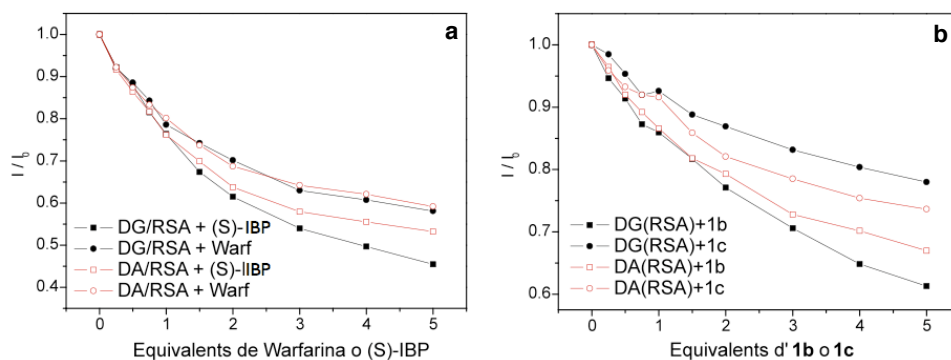 a
I / I₀
1.0
0.9
0.8
0.7
0.6
0.5
0.4
DG/RSA + (S)-IBP
DG/RSA + Warf
DA/RSA + (S)-IIBP
DA/RSA + Warf
0 1 2 3 4 5
Equivalents de Warfarina o (S)-IBP
b
I / I₀
1.0
0.9
0.8
0.7
0.6
DG(RSA)+1b
DG(RSA)+1c
DA(RSA)+1b
DA(RSA)+1c
0 1 2 3 4 5
Equivalents d' 1b o 1c